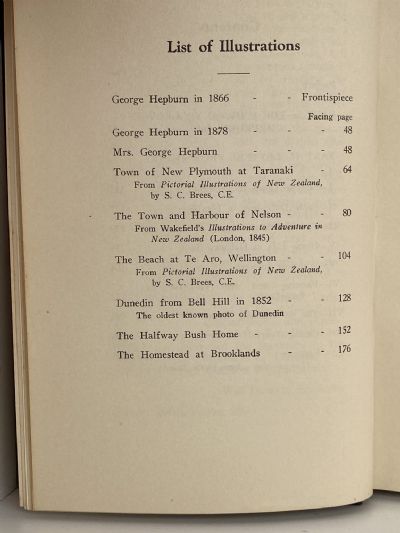 List of Illustrations
George Hepburn in 1866 - - Frontispiece
Facing page
George Hepburn in 1878 - - 48
Mrs. George Hepburn - - 48
Town of New Plymouth at Taranaki - 64
From Pictorial Illustrations of New Zealand,
by S. C. Brees, C.E.
The Town and Harbour of Nelson - - 80
From Wakefield's Illustrations to Adventure in
New Zealand (London, 1845)
The Beach at Te Aro, Wellington - - 104
From Pictorial Illustrations of New Zealand,
by S. C. Brees, C.E.
Dunedin from Bell Hill in 1852 - - 128
The oldest known photo of Dunedin
The Halfway Bush Home - - - 152
The Homestead at Brooklands - - 176